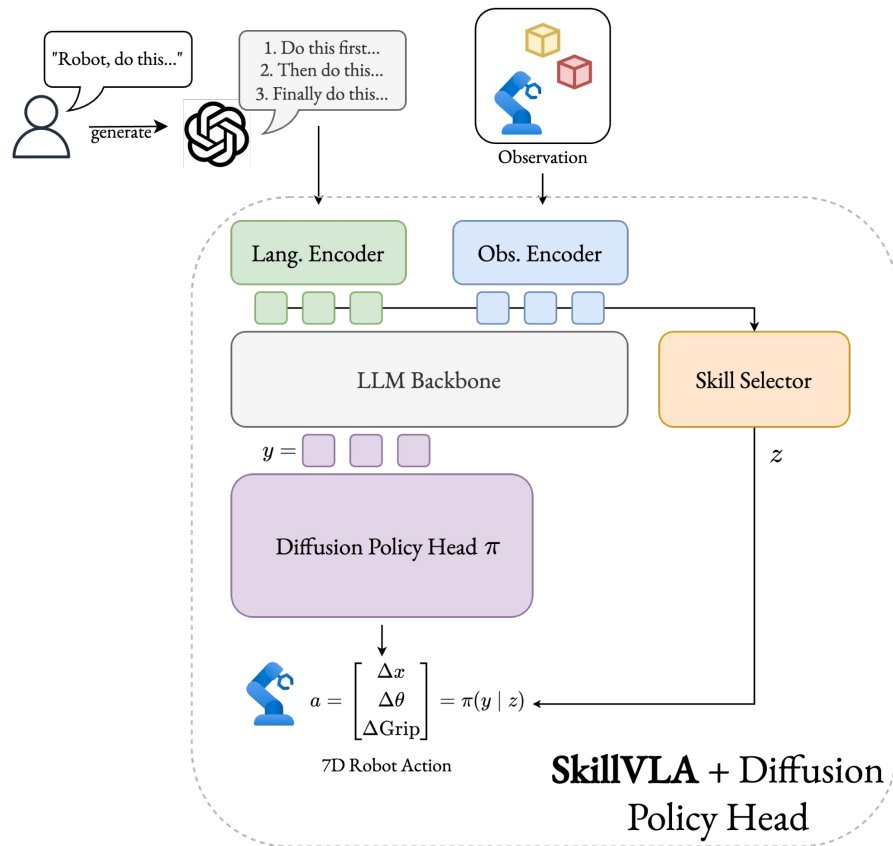 "Robot, do this..."
1. Do this first...
2. Then do this...
3. Finally do this...
generate
Observation
Lang. Encoder
Obs. Encoder
LLM Backbone
Skill Selector
y =
z
Diffusion Policy Head π
a = [Δx Δθ ΔGrip] = π(y | z)
7D Robot Action
SkillVLA + Diffusion
Policy Head